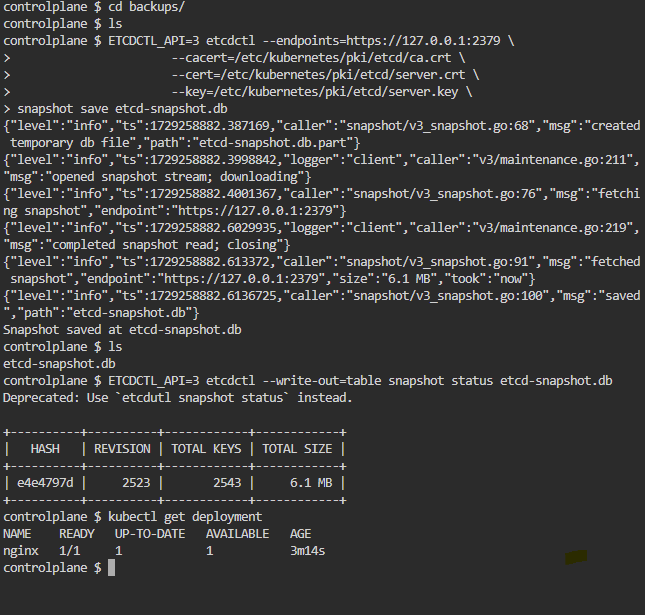 controlplane $ cd backups/
controlplane $ ls
controlplane $ ETCDCTL_API=3 etcdctl --endpoints=https://127.0.0.1:2379 \
>                     --cacert=/etc/kubernetes/pki/etcd/ca.crt \
>                     --cert=/etc/kubernetes/pki/etcd/server.crt \
>                     --key=/etc/kubernetes/pki/etcd/server.key \
> snapshot save etcd-snapshot.db
{"level":"info","ts":1729258882.387169,"caller":"snapshot/v3_snapshot.go:68","msg":"created
 temporary db file","path":"etcd-snapshot.db.part"}
{"level":"info","ts":1729258882.3998842,"logger":"client","caller":"v3/maintenance.go:211",
"msg":"opened snapshot stream; downloading"}
{"level":"info","ts":1729258882.4001367,"caller":"snapshot/v3_snapshot.go:76","msg":"fetchi
ng snapshot","endpoint":"https://127.0.0.1:2379"}
{"level":"info","ts":1729258882.6029935,"logger":"client","caller":"v3/maintenance.go:219",
"msg":"completed snapshot read; closing"}
{"level":"info","ts":1729258882.613372,"caller":"snapshot/v3_snapshot.go:91","msg":"fetched
 snapshot","endpoint":"https://127.0.0.1:2379","size":"6.1 MB","took":"now"}
{"level":"info","ts":1729258882.6136725,"caller":"snapshot/v3_snapshot.go:100","msg":"saved
","path":"etcd-snapshot.db"}
Snapshot saved at etcd-snapshot.db
controlplane $ ls
etcd-snapshot.db
controlplane $ ETCDCTL_API=3 etcdctl --write-out=table snapshot status etcd-snapshot.db
Deprecated: Use `etcdutl snapshot status` instead.

+----------+----------+------------+------------+
|   HASH   | REVISION | TOTAL KEYS | TOTAL SIZE |
+----------+----------+------------+------------+
| e4e4797d |     2523 |       2543 |     6.1 MB |
+----------+----------+------------+------------+
controlplane $ kubectl get deployment
NAME    READY   UP-TO-DATE   AVAILABLE   AGE
nginx   1/1     1            1           3m14s
controlplane $